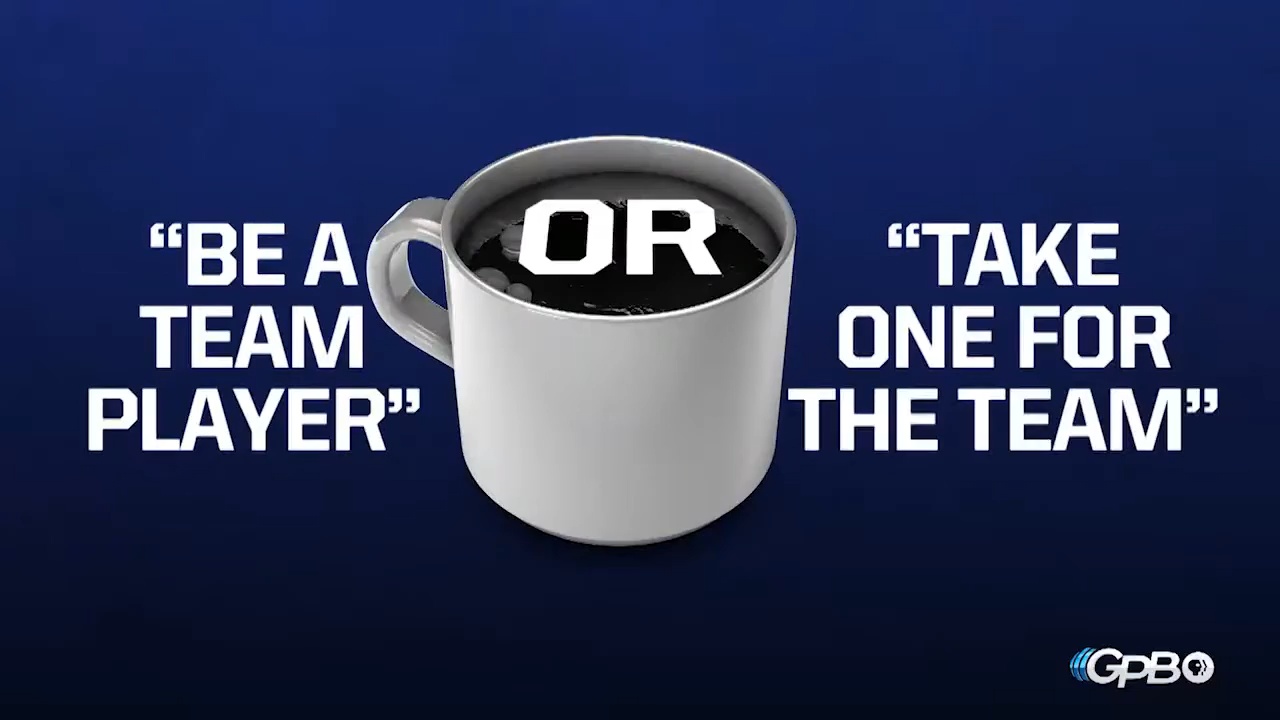 “BE A
TEAM
PLAYER”
OR
“TAKE
ONE FOR
THE TEAM”
GPB